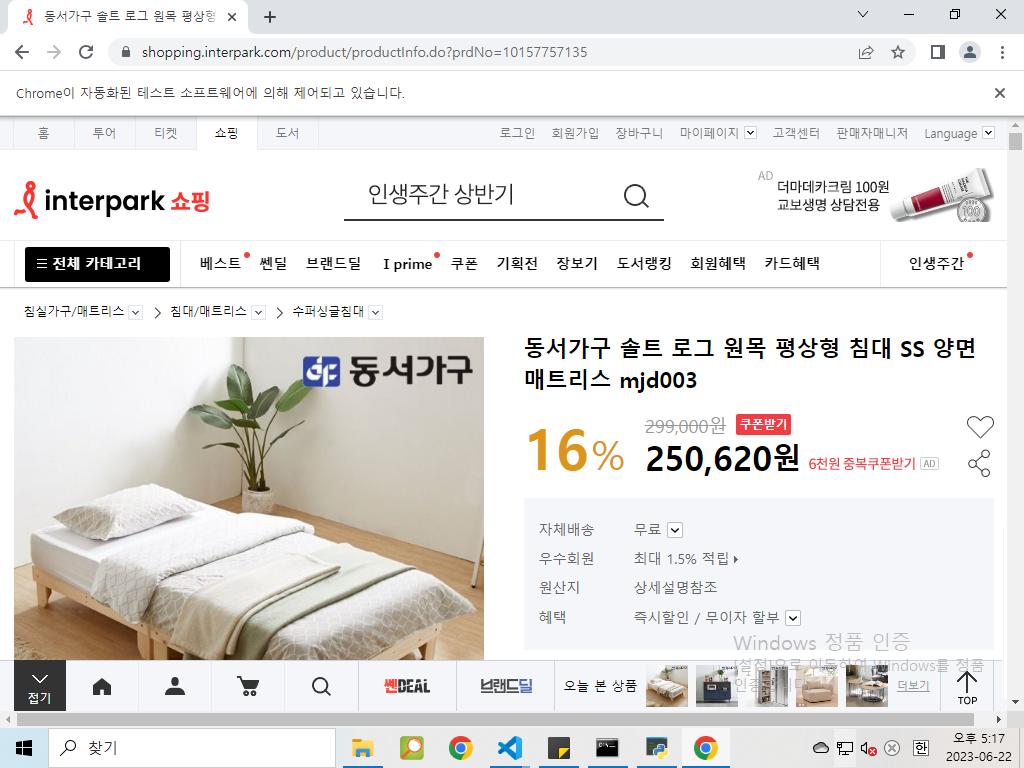 동서가구 솔트 로그 원목 평상형
shopping.interpark.com/product/productInfo.do?prdNo=10157757135
Chrome이 자동화된 테스트 소프트웨어에 의해 제어되고 있습니다.
홈 투어 티켓 쇼핑 도서 로그인 회원가입 장바구니 마이페이지 고객센터 판매자매니저 Language
interpark 쇼핑 인생주간 상반기
AD
더마데카크림 100원
교보생명 상담전용
전체 카테고리 베스트 쎈딜 브랜드딜 I prime 쿠폰 기획전 장보기 도서랭킹 회원혜택 카드혜택 인생주간
침실가구/매트리스 침대/매트리스 수퍼싱글침대
동서가구
동서가구 솔트 로그 원목 평상형 침대 SS 양면
매트리스 mjd003
16% 299,000원 쿠폰받기
250,620원 6천원 중복쿠폰받기 AD
자체배송 무료
우수회원 최대 1.5% 적립
원산지 상세설명참조
혜택 즉시할인 / 무이자 할부
Windows 정품 인증
[설정]으로 이동하여 Windows를 정품
접기 쎈DEAL 브랜드딜 오늘 본 상품 더보기 TOP
찾기
한
오후 5:17
2023-06-22